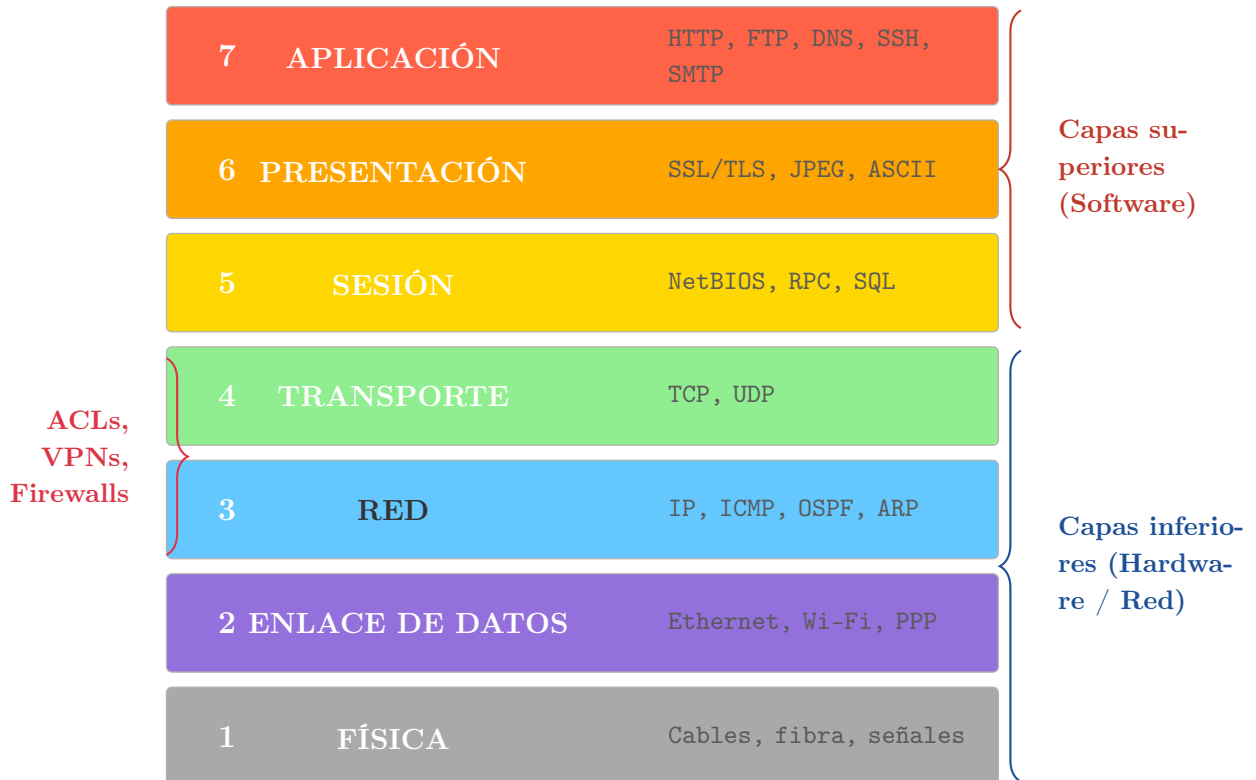 7 APLICACIÓN HTTP, FTP, DNS, SSH,
SMTP
6 PRESENTACIÓN SSL/TLS, JPEG, ASCII
5 SESIÓN NetBIOS, RPC, SQL
4 TRANSPORTE TCP, UDP
3 RED IP, ICMP, OSPF, ARP
2 ENLACE DE DATOS Ethernet, Wi-Fi, PPP
1 FÍSICA Cables, fibra, señales
Capas su-
periores
(Software)
ACLs,
VPNs,
Firewalls
Capas inferio-
res (Hardwa-
re / Red)